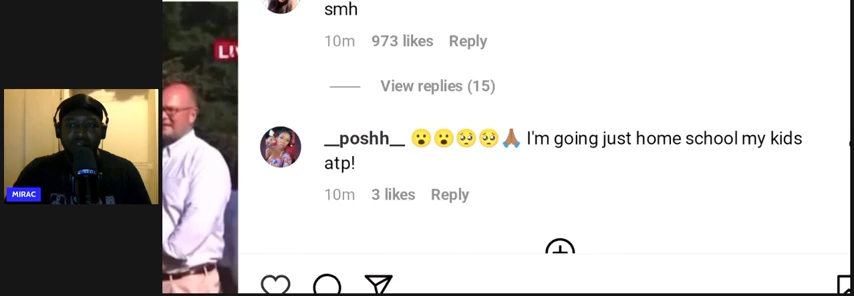 smh
10m 973 likes Reply
View replies (15)
LIV
__poshh__ 😮😮🥺🥺🙏🏾 I'm going just home school my kids
atp!
10m 3 likes Reply
MIRAC